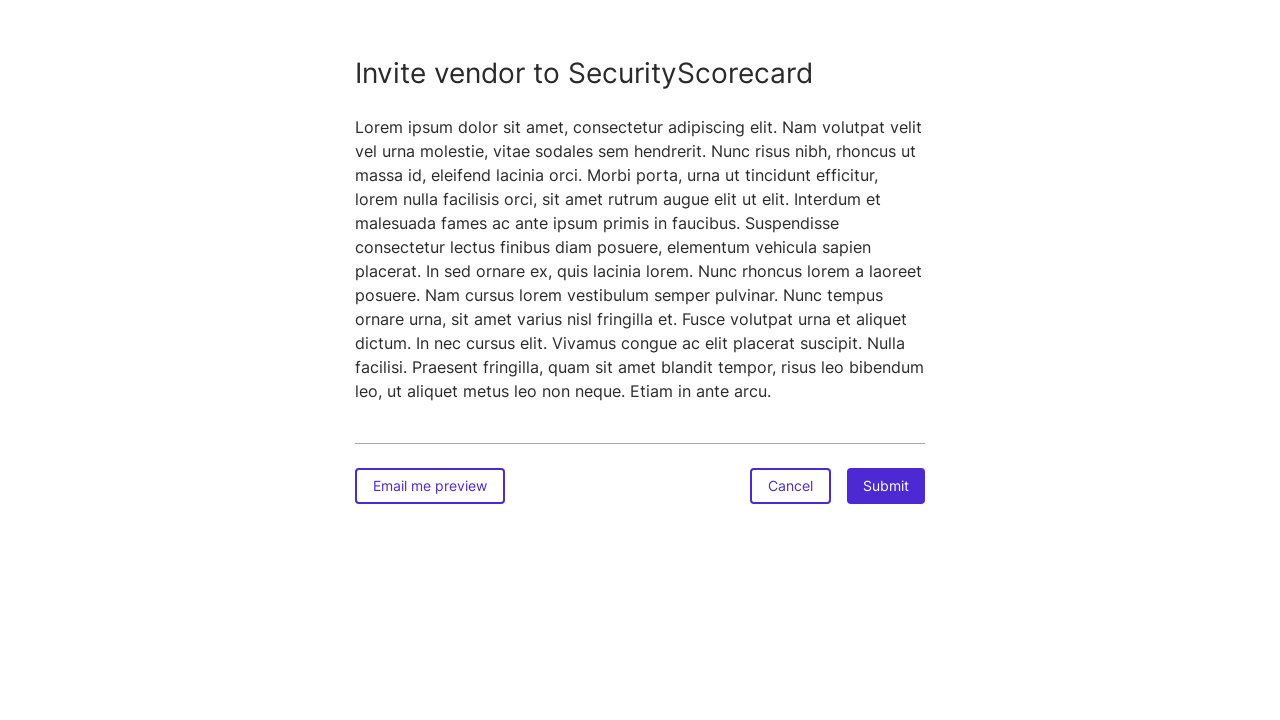 Invite vendor to SecurityScorecard
Lorem ipsum dolor sit amet, consectetur adipiscing elit. Nam volutpat velit
vel urna molestie, vitae sodales sem hendrerit. Nunc risus nibh, rhoncus ut
massa id, eleifend lacinia orci. Morbi porta, urna ut tincidunt efficitur,
lorem nulla facilisis orci, sit amet rutrum augue elit ut elit. Interdum et
malesuada fames ac ante ipsum primis in faucibus. Suspendisse
consectetur lectus finibus diam posuere, elementum vehicula sapien
placerat. In sed ornare ex, quis lacinia lorem. Nunc rhoncus lorem a laoreet
posuere. Nam cursus lorem vestibulum semper pulvinar. Nunc tempus
ornare urna, sit amet varius nisl fringilla et. Fusce volutpat urna et aliquet
dictum. In nec cursus elit. Vivamus congue ac elit placerat suscipit. Nulla
facilisi. Praesent fringilla, quam sit amet blandit tempor, risus leo bibendum
leo, ut aliquet metus leo non neque. Etiam in ante arcu.
Email me preview Cancel Submit